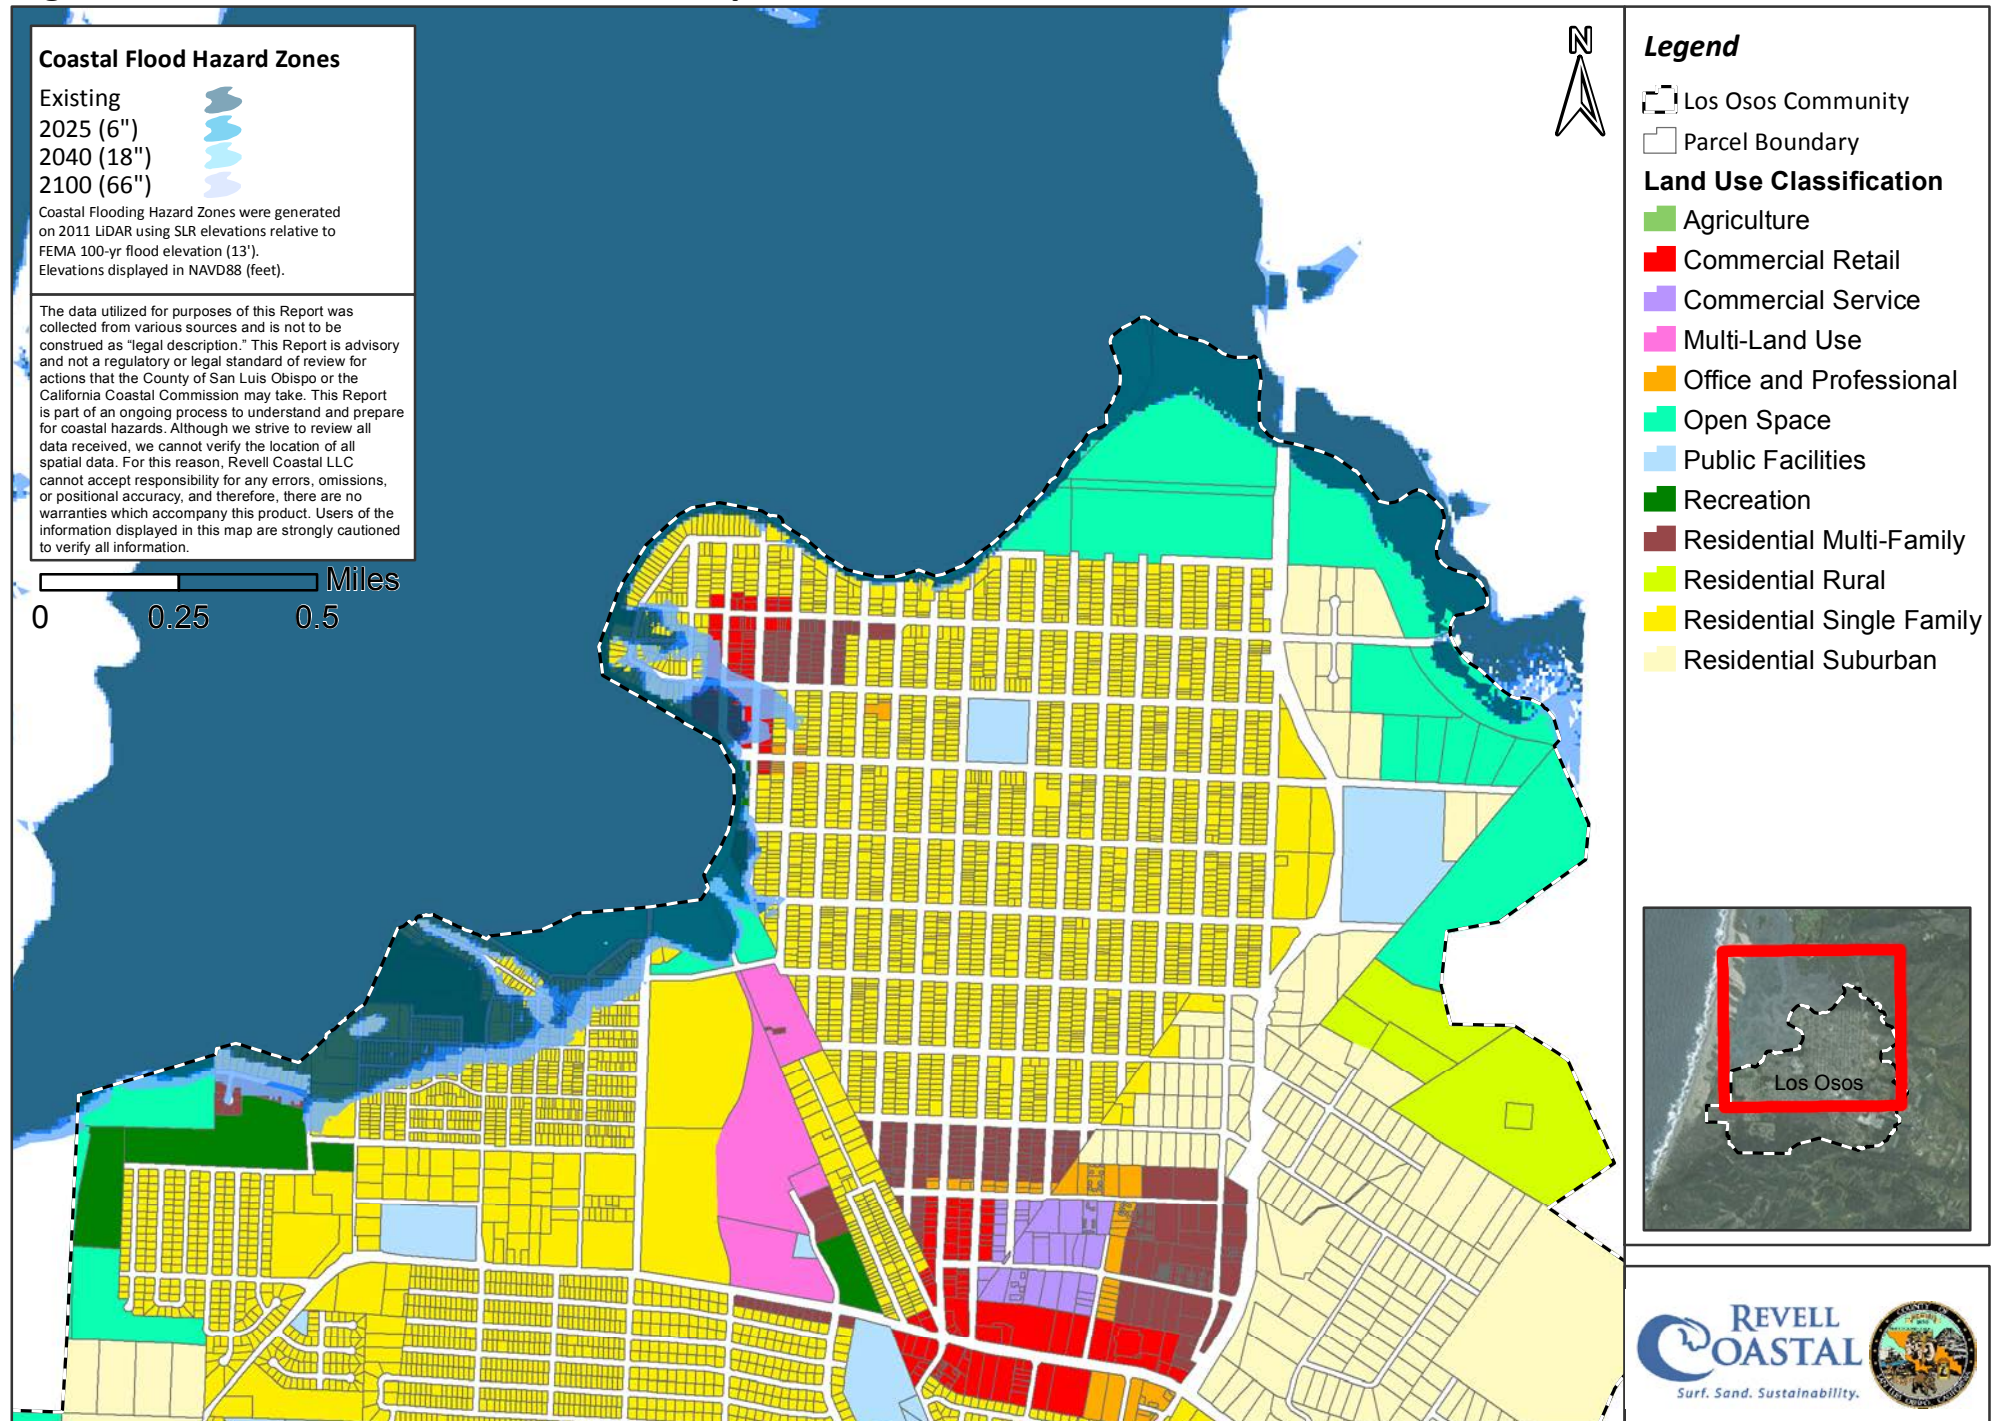 Coastal Flood Hazard Zones
Existing
2025 (6")
2040 (18")
2100 (66")
Coastal Flooding Hazard Zones were generated
on 2011 LiDAR using SLR elevations relative to
FEMA 100-yr flood elevation (13').
Elevations displayed in NAVD88 (feet).
The data utilized for purposes of this Report was
collected from various sources and is not to be
construed as “legal description.” This Report is advisory
and not a regulatory or legal standard of review for
actions that the County of San Luis Obispo or the
California Coastal Commission may take. This Report
is part of an ongoing process to understand and prepare
for coastal hazards. Although we strive to review all
data received, we cannot verify the location of all
spatial data. For this reason, Revell Coastal LLC
cannot accept responsibility for any errors, omissions,
or positional accuracy, and therefore, there are no
warranties which accompany this product. Users of the
information displayed in this map are strongly cautioned
to verify all information.
Miles
0 0.25 0.5
N
Legend
Los Osos Community
Parcel Boundary
Land Use Classification
Agriculture
Commercial Retail
Commercial Service
Multi-Land Use
Office and Professional
Open Space
Public Facilities
Recreation
Residential Multi-Family
Residential Rural
Residential Single Family
Residential Suburban
Los Osos
REVELL
COASTAL
Surf. Sand. Sustainability.
COUNTY OF
SAN LUIS OBISPO